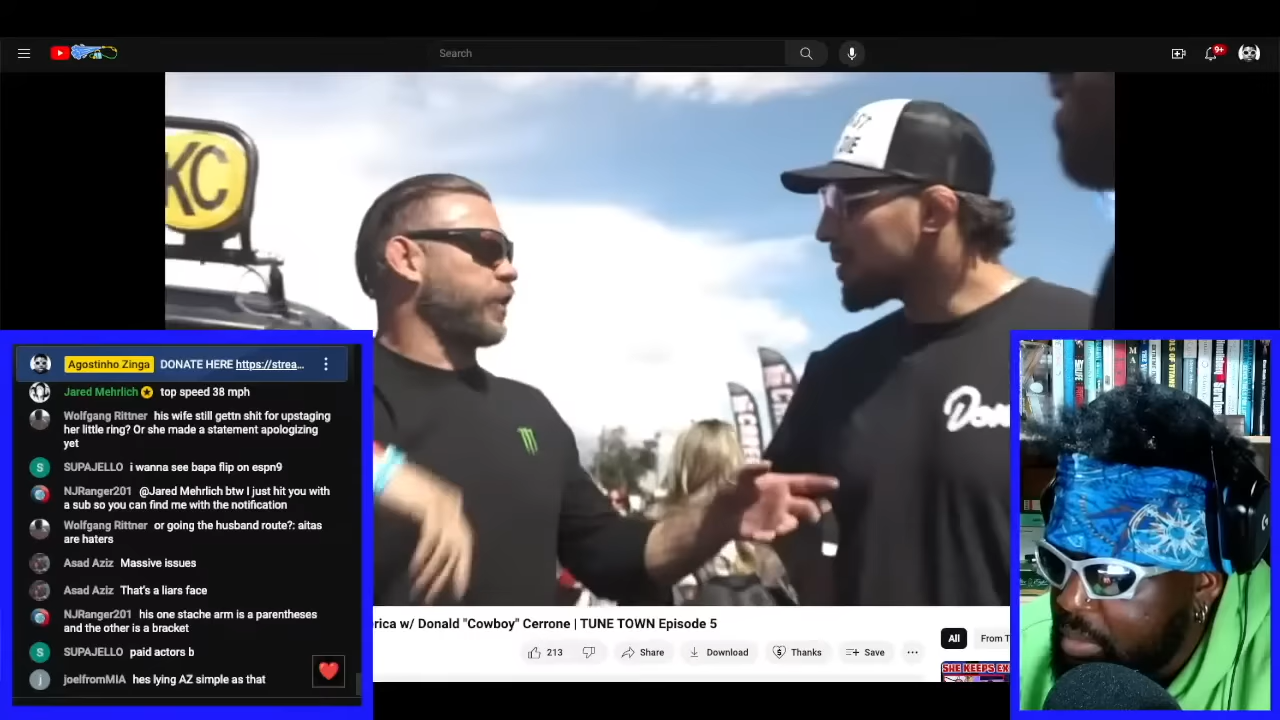 Search
9+
KC
Agostinho Zinga DONATE HERE https://strea...
Jared Mehrlich top speed 38 mph
Wolfgang Rittner his wife still gettn shit for upstaging
her little ring? Or she made a statement apologizing
yet
S SUPAJELLO i wanna see bapa flip on espn9
NJRanger201 @Jared Mehrlich btw I just hit you with
a sub so you can find me with the notification
Wolfgang Rittner or going the husband route?: aitas
are haters
Asad Aziz Massive issues
Asad Aziz That's a liars face
NJRanger201 his one stache arm is a parentheses
and the other is a bracket
S SUPAJELLO paid actors b
j joelfromMIA hes lying AZ simple as that
rica w/ Donald "Cowboy" Cerrone | TUNE TOWN Episode 5
213
Share
Download
Thanks
Save
All
From T
SHE KEEPS EX